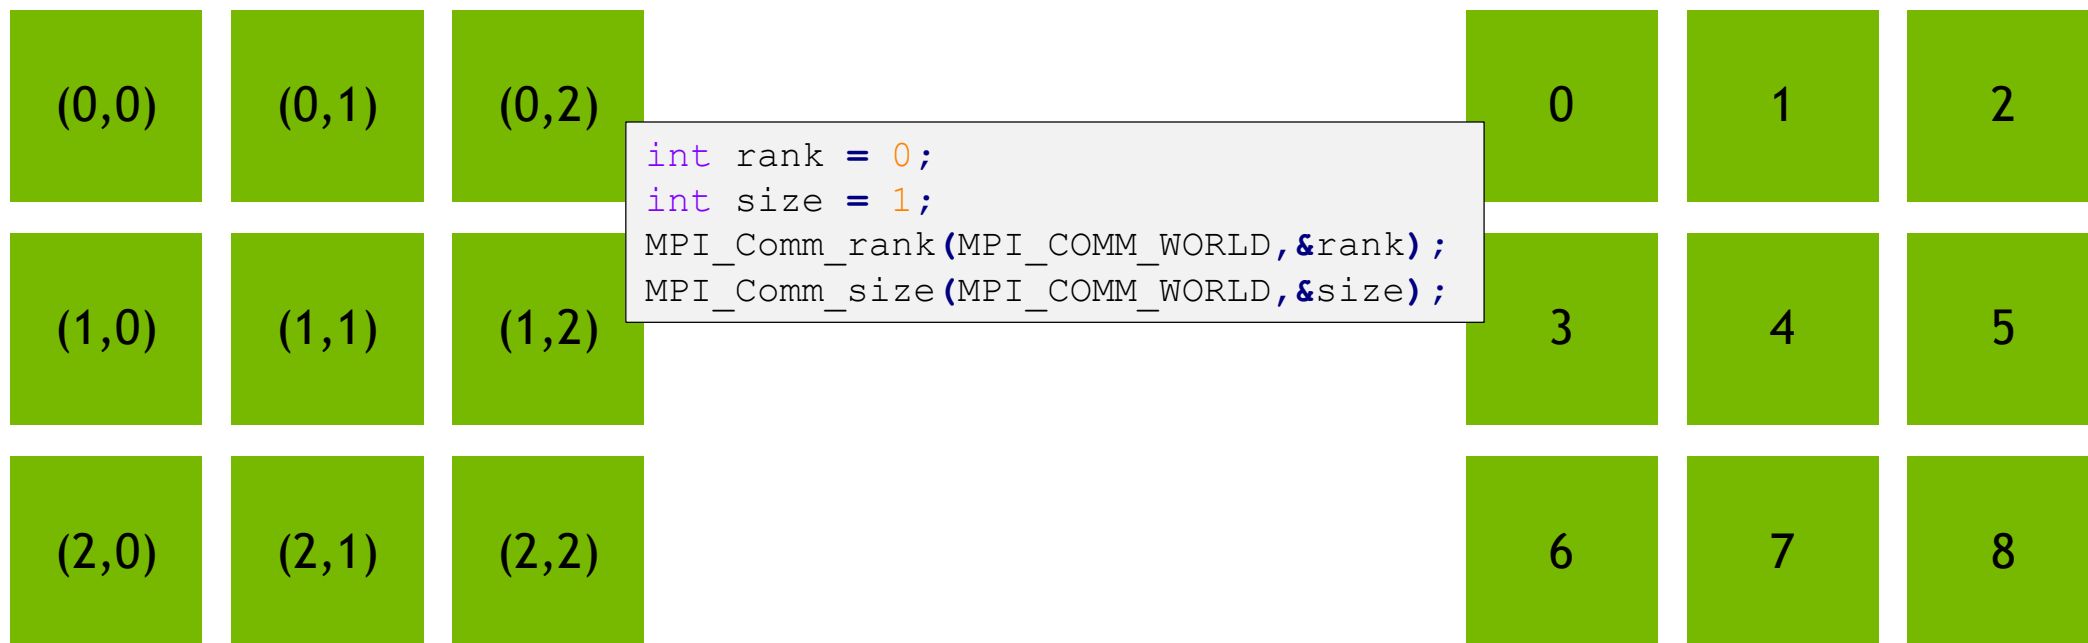 (0,0) (0,1) (0,2)
(1,0) (1,1) (1,2)
(2,0) (2,1) (2,2)
int rank = 0;
int size = 1;
MPI_Comm_rank(MPI_COMM_WORLD,&rank);
MPI_Comm_size(MPI_COMM_WORLD,&size);
0 1 2
3 4 5
6 7 8